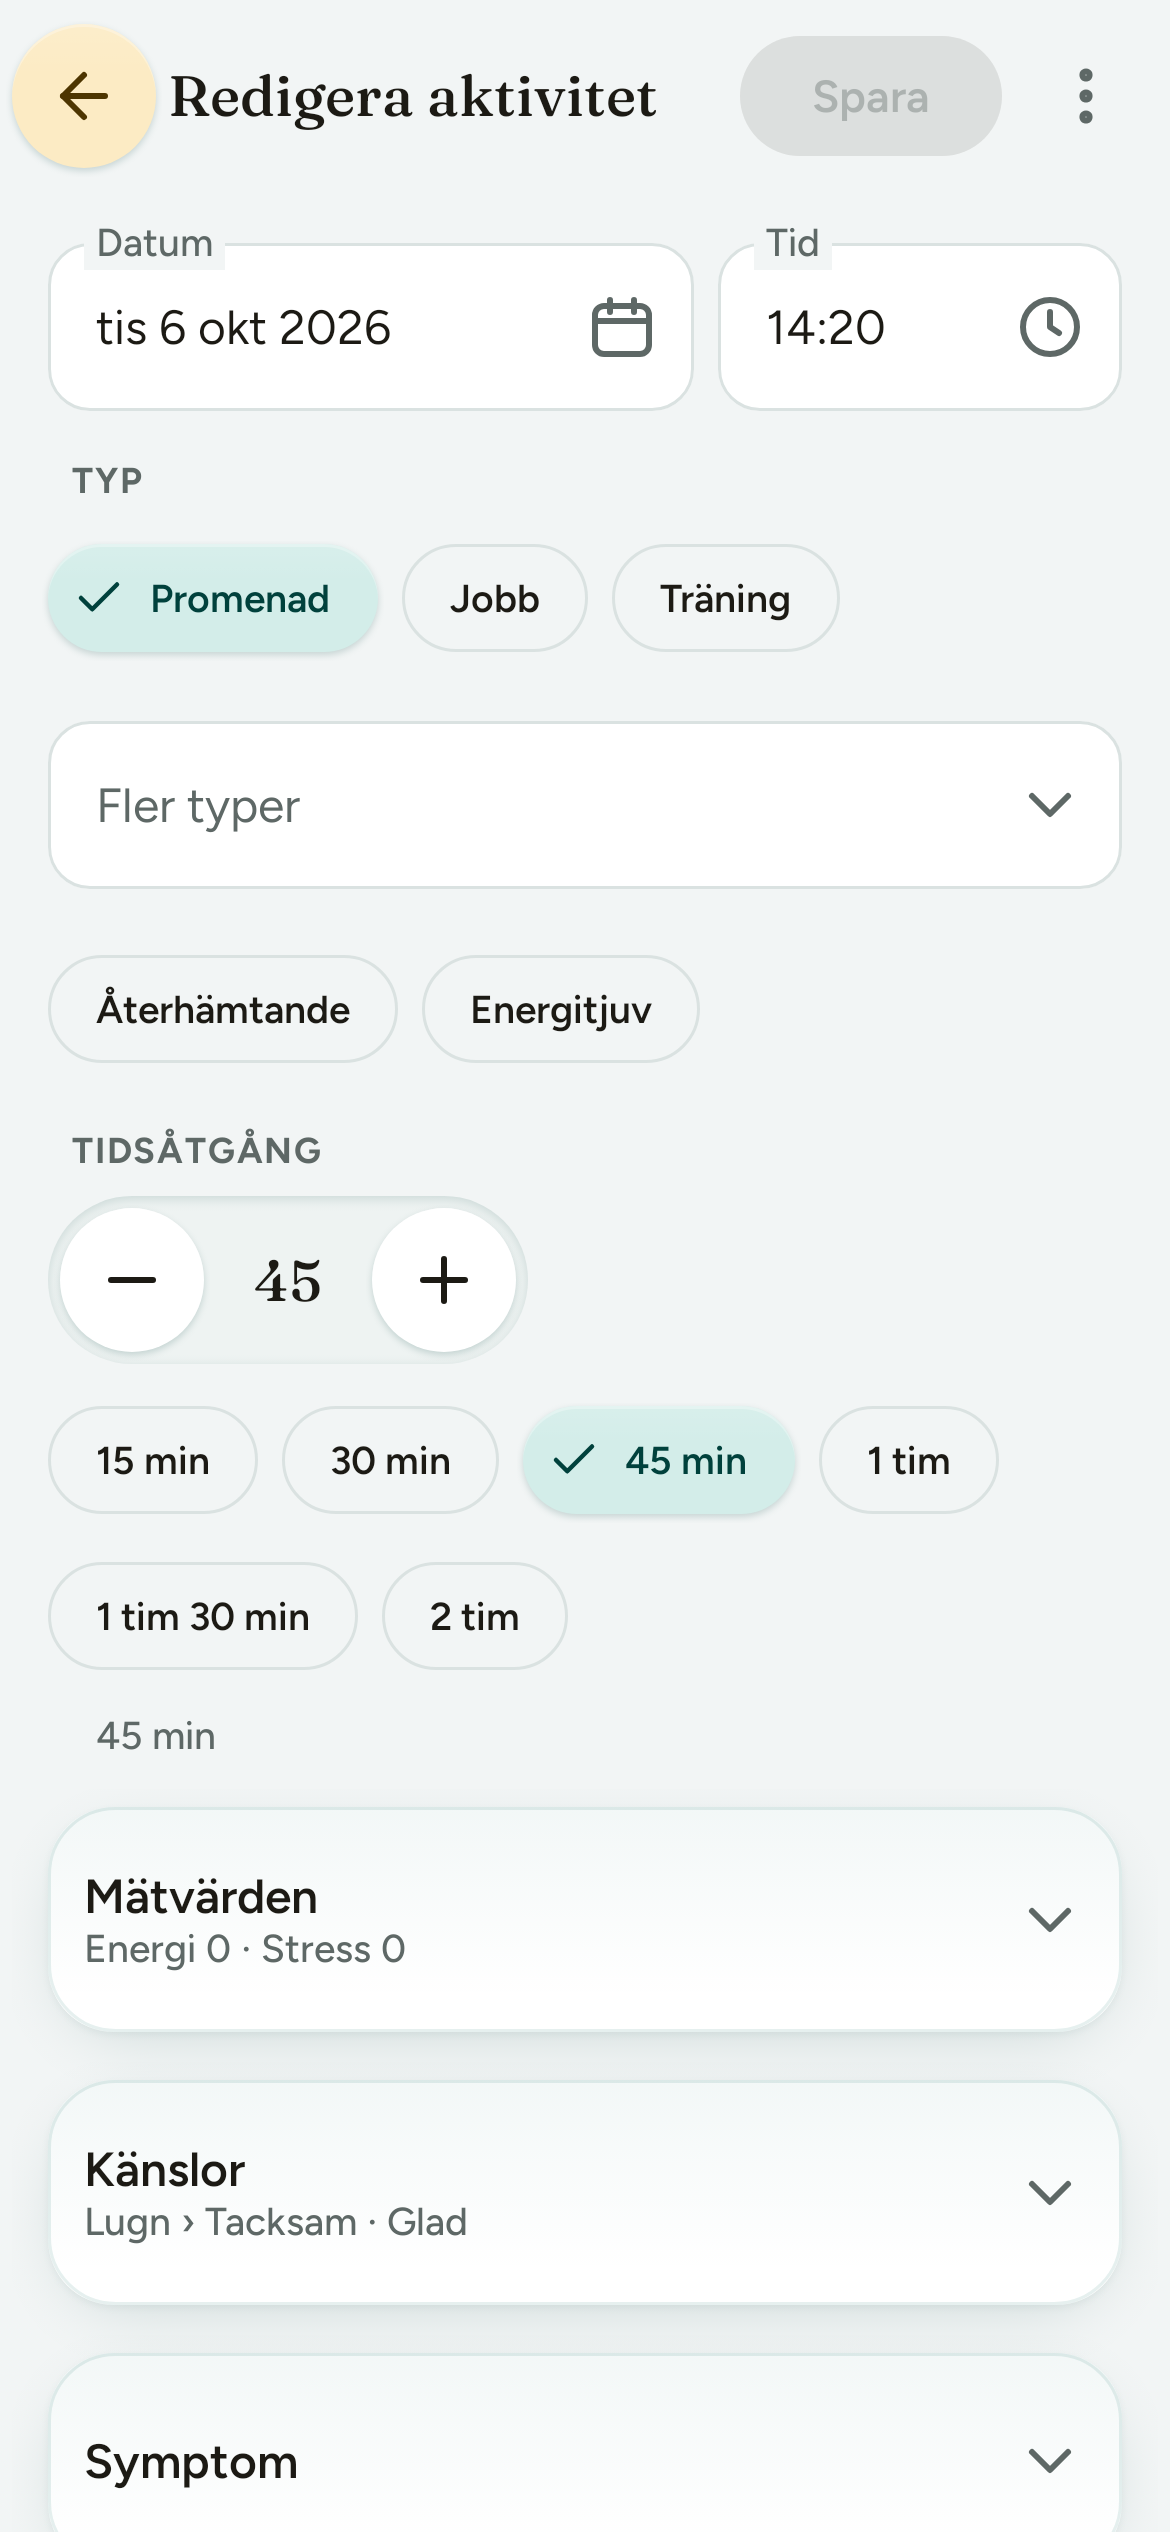 Redigera aktivitet
Spara
Datum
Tid
tis 6 okt 2026
14:20
TYP
Promenad
Jobb
Träning
Fler typer
Återhämtande
Energitjuv
TIDSÅTGÅNG
45
15 min
30 min
45 min
1 tim
1 tim 30 min
2 tim
45 min
Mätvärden
Energi 0 · Stress 0
Känslor
Lugn › Tacksam · Glad
Symptom